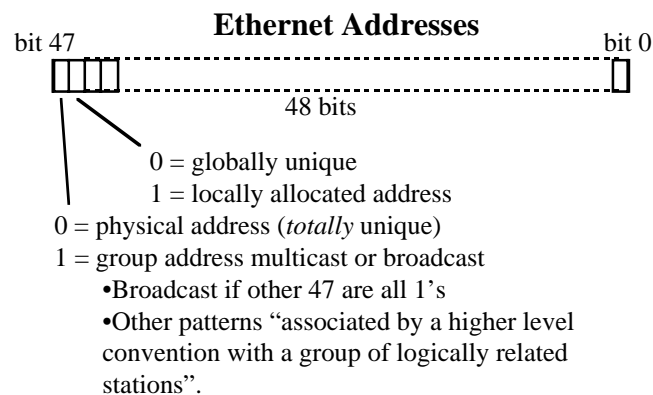 Ethernet Addresses
bit 47
bit 0
48 bits
0 = globally unique
1 = locally allocated address
0 = physical address (totally unique)
1 = group address multicast or broadcast
•Broadcast if other 47 are all 1's
•Other patterns “associated by a higher level
convention with a group of logically related
stations”.